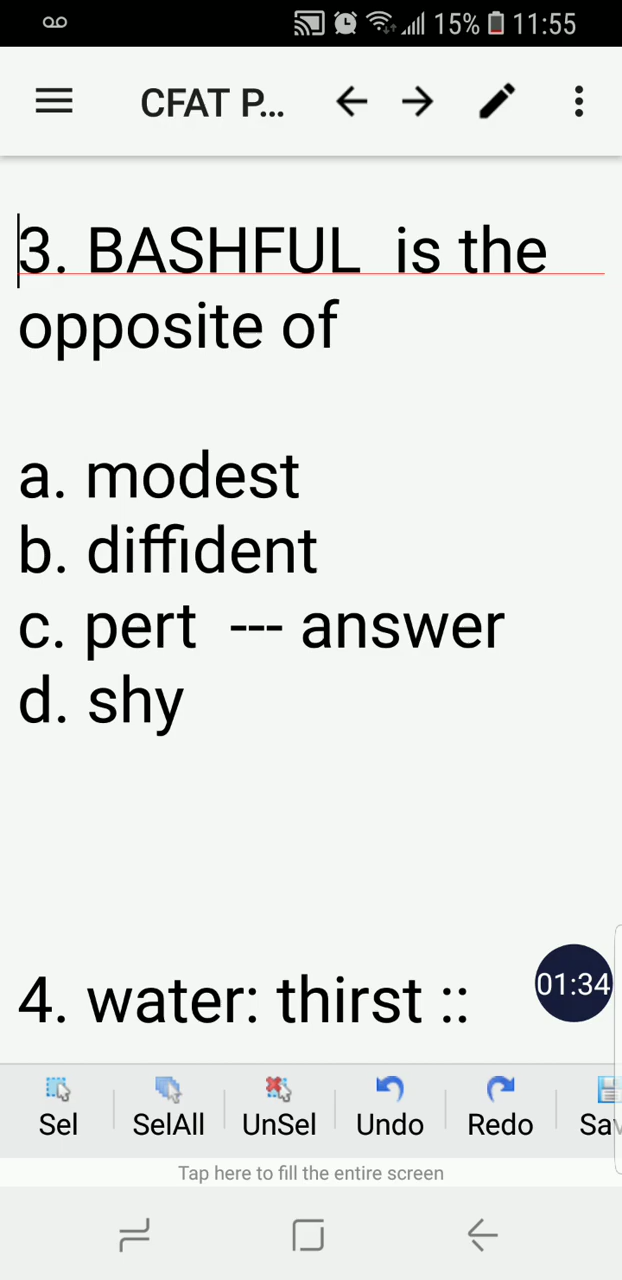 15% 11:55
CFAT P...
3. BASHFUL is the
opposite of
a. modest
b. diffident
c. pert --- answer
d. shy
4. water: thirst ::
01:34
Sel SelAll UnSel Undo Redo Sav
Tap here to fill the entire screen